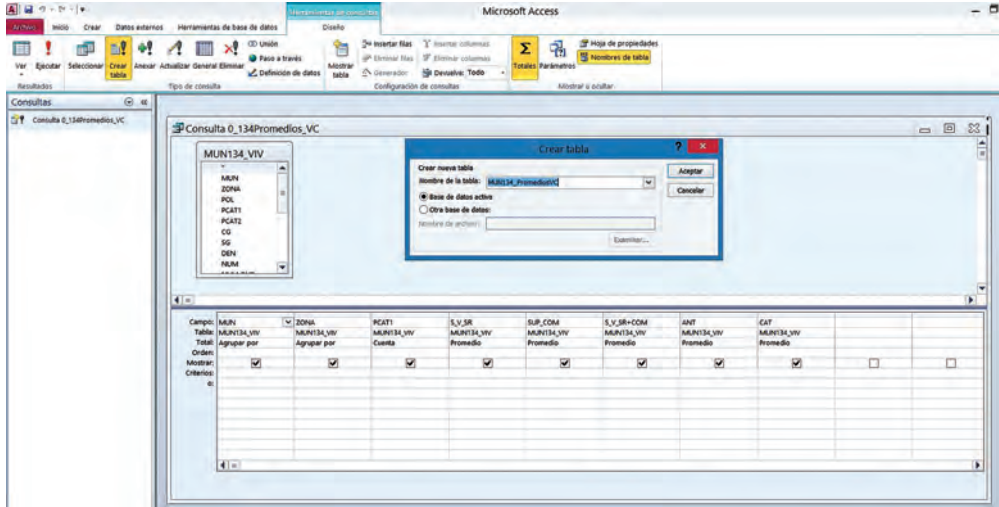 Herramientas de consultas
Microsoft Access
Archivo Inicio Crear Datos externos Herramientas de base de datos Diseño
Ver Ejecutar Seleccionar Crear tabla Anexar Actualizar General Eliminar
Unión
Paso a través
Definición de datos
Mostrar tabla
Insertar filas
Eliminar filas
Generador
Insertar columnas
Eliminar columnas
Devuelve: Todo
Totales Parámetros
Hoja de propiedades
Nombres de tabla
Resultados Tipo de consulta Configuración de consultas Mostrar u ocultar
Consultas
Consulta 0_134Promedios_VC
Consulta 0_134Promedios_VC
MUN134_VIV
*
MUN
ZONA
POL
PCAT1
PCAT2
CG
SG
DEN
NUM
Crear tabla
Crear nueva tabla
Nombre de la tabla: MUN134_PromediosVC
Base de datos activa
Otra base de datos:
Nombre de archivo:
Examinar...
Aceptar
Cancelar
Campo: MUN ZONA PCAT1 S_V_SR SUP_COM S_V_SR+COM ANT CAT
Tabla: MUN134_VIV MUN134_VIV MUN134_VIV MUN134_VIV MUN134_VIV MUN134_VIV MUN134_VIV MUN134_VIV
Total: Agrupar por Agrupar por Cuenta Promedio Promedio Promedio Promedio Promedio
Orden:
Mostrar:
Criterios:
o: